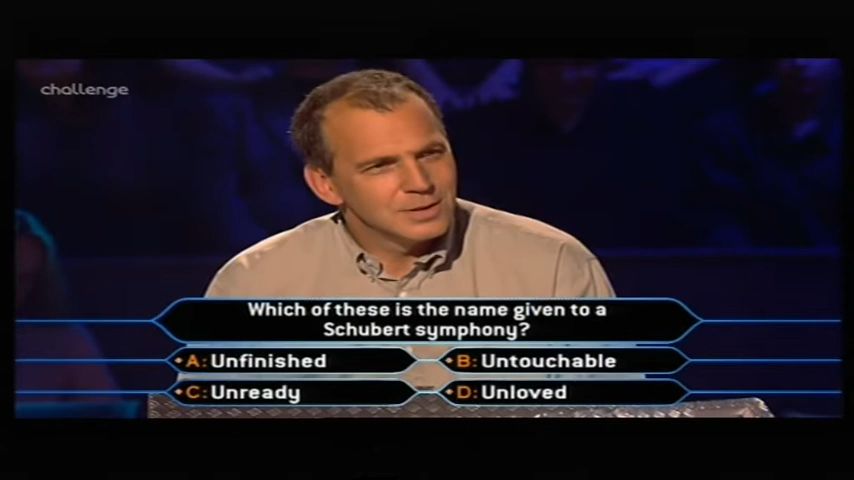 challenge
Which of these is the name given to a
Schubert symphony?
A: Unfinished
B: Untouchable
C: Unready
D: Unloved